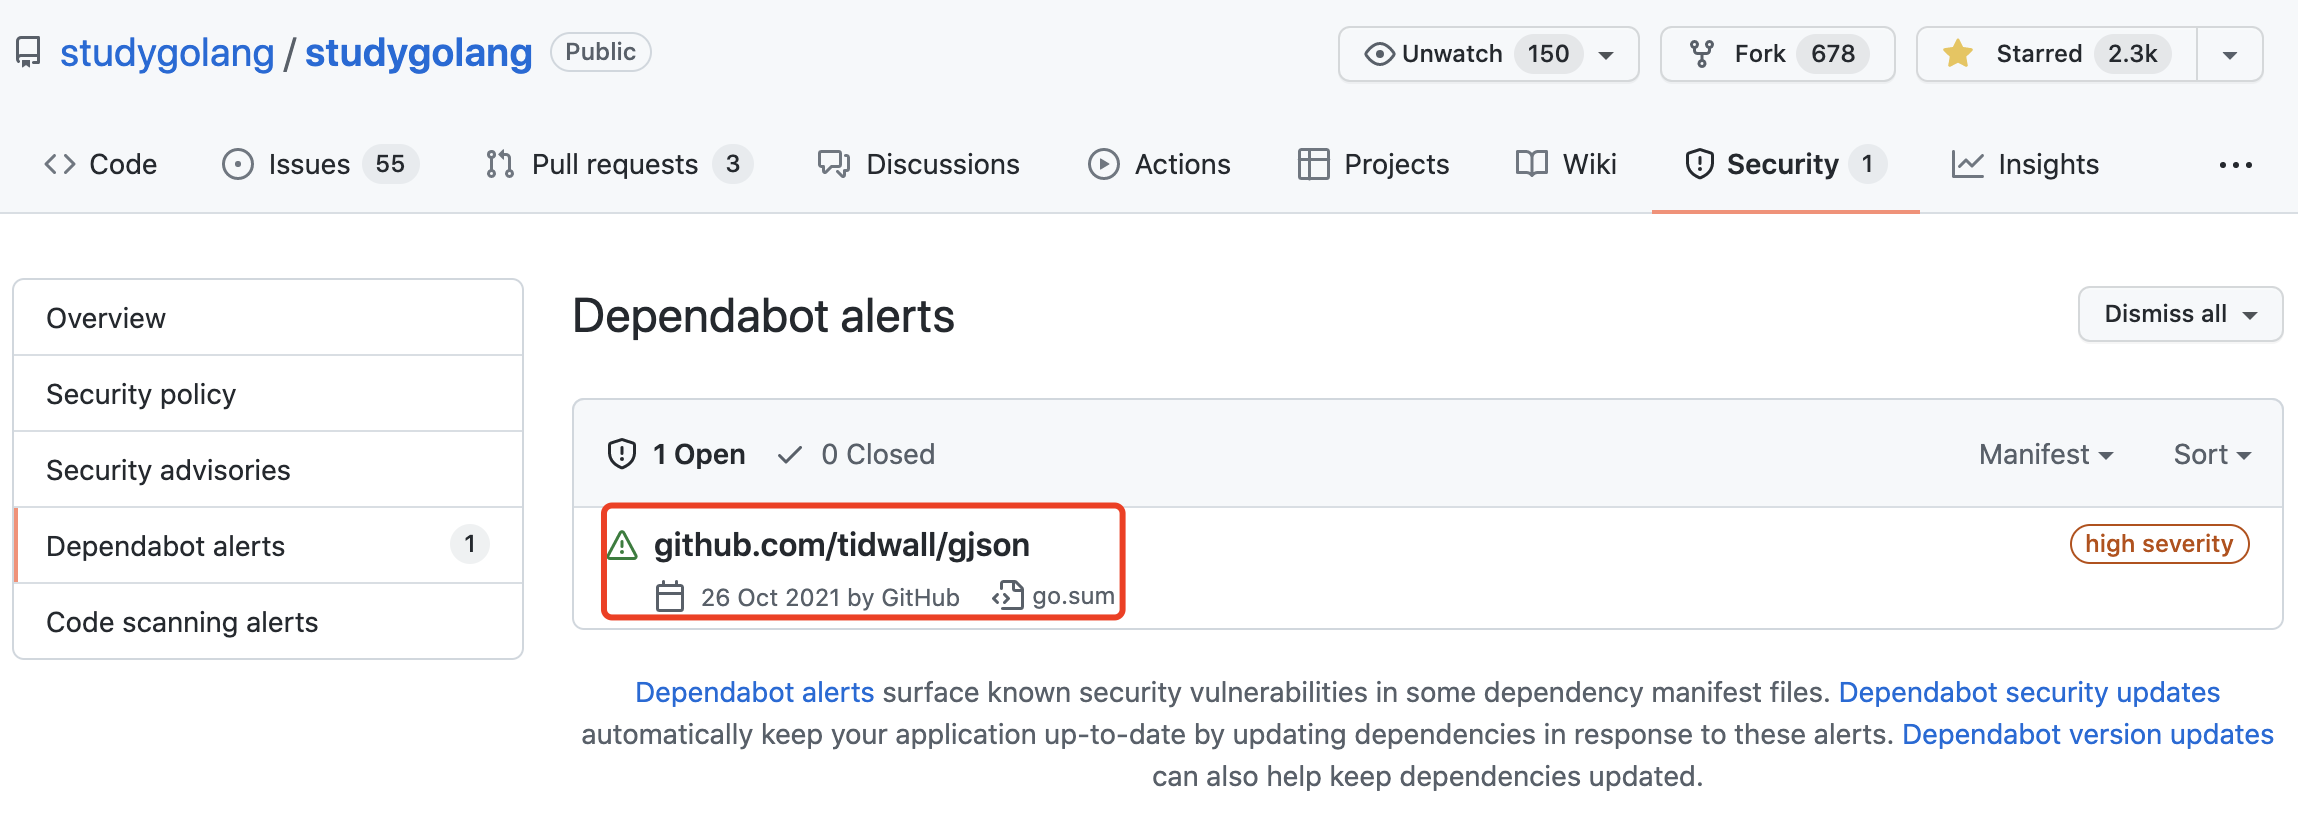 studygolang / studygolang Public
Unwatch 150 Fork 678 Starred 2.3k
Code Issues 55 Pull requests 3 Discussions Actions Projects Wiki Security 1 Insights
Overview
Security policy
Security advisories
Dependabot alerts 1
Code scanning alerts
Dependabot alerts
Dismiss all
1 Open 0 Closed
Manifest Sort
github.com/tidwall/gjson
high severity
26 Oct 2021 by GitHub go.sum
Dependabot alerts surface known security vulnerabilities in some dependency manifest files. Dependabot security updates
automatically keep your application up-to-date by updating dependencies in response to these alerts. Dependabot version updates
can also help keep dependencies updated.